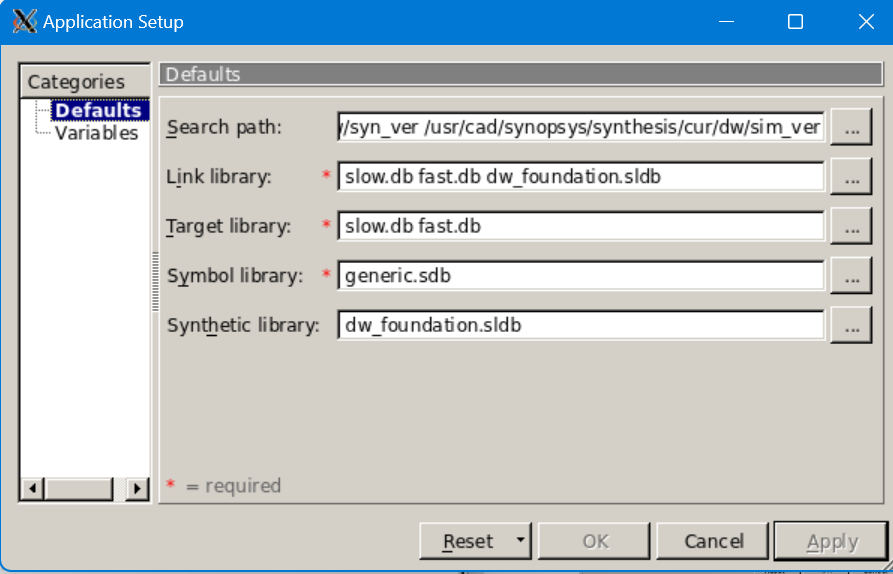 Application Setup
Categories
Defaults
Variables
Defaults
Search path: /syn_ver /usr/cad/synopsys/synthesis/cur/dw/sim_ver ...
Link library: * slow.db fast.db dw_foundation.sldb ...
Target library: * slow.db fast.db ...
Symbol library: * generic.sdb ...
Synthetic library: dw_foundation.sldb ...
* = required
Reset OK Cancel Apply